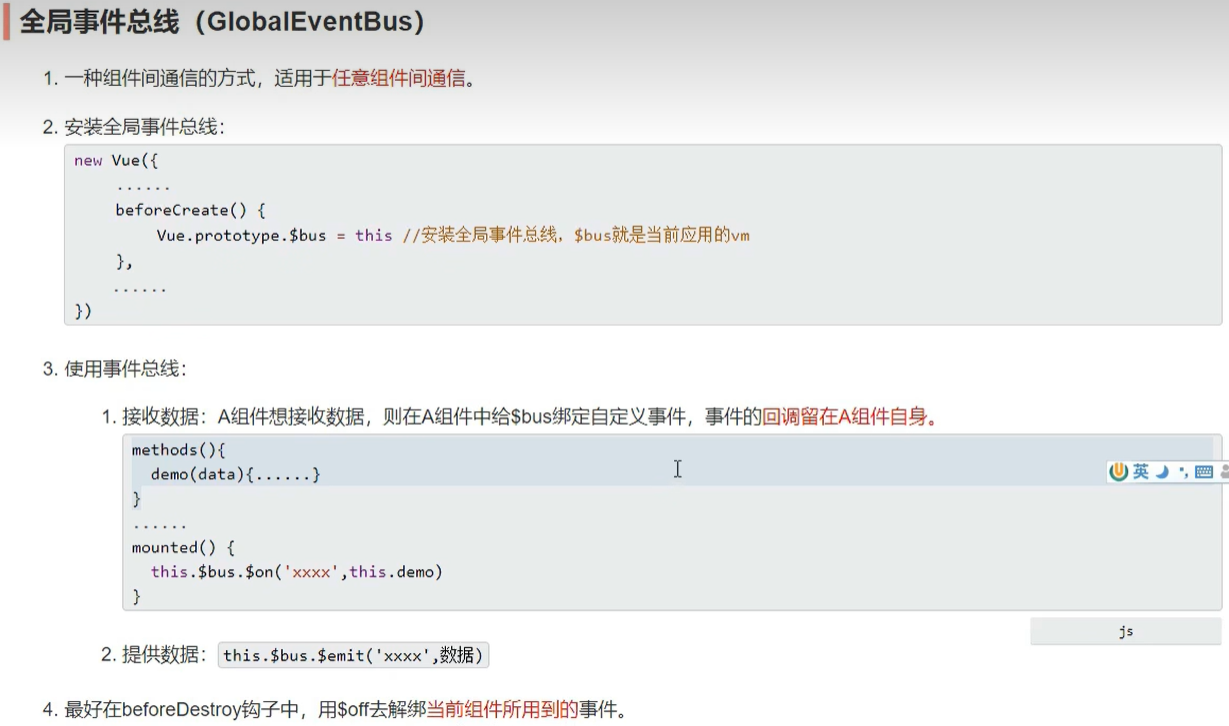 全局事件总线（GlobalEventBus）
1. 一种组件间通信的方式，适用于任意组件间通信。
2. 安装全局事件总线：
new Vue({
......
beforeCreate() {
Vue.prototype.$bus = this //安装全局事件总线，$bus就是当前应用的vm
},
......
})
3. 使用事件总线：
1. 接收数据：A组件想接收数据，则在A组件中给$bus绑定自定义事件，事件的回调留在A组件自身。
methods(){
demo(data){......}
}
......
mounted() {
this.$bus.$on('xxxx',this.demo)
}
英
js
2. 提供数据：this.$bus.$emit('xxxx',数据)
4. 最好在beforeDestroy钩子中，用$off去解绑当前组件所用到的事件。